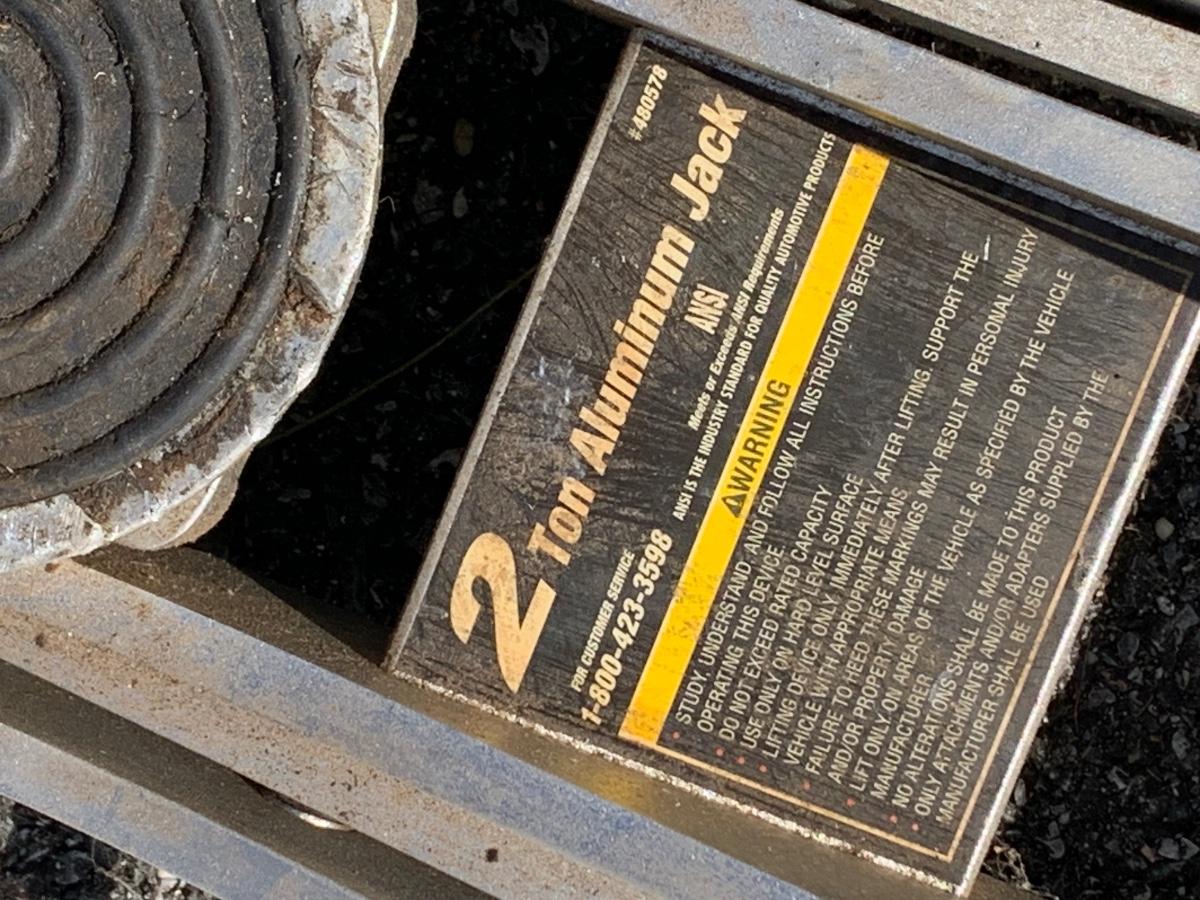 #480578
2 Ton Aluminum Jack
FOR CUSTOMER SERVICE
1-800-423-3598
ANSI
Meets or Exceeds ANSI Requirements
ANSI IS THE INDUSTRY STANDARD FOR QUALITY AUTOMOTIVE PRODUCTS
WARNING
STUDY, UNDERSTAND AND FOLLOW ALL INSTRUCTIONS BEFORE
OPERATING THIS DEVICE
DO NOT EXCEED RATED CAPACITY
USE ONLY ON HARD LEVEL SURFACE
LIFTING DEVICE ONLY, IMMEDIATELY AFTER LIFTING, SUPPORT THE
VEHICLE WITH APPROPRIATE MEANS
FAILURE TO HEED THESE MARKINGS MAY RESULT IN PERSONAL INJURY
AND/OR PROPERTY DAMAGE
LIFT ONLY ON AREAS OF THE VEHICLE AS SPECIFIED BY THE VEHICLE
MANUFACTURER
NO ALTERATIONS SHALL BE MADE TO THIS PRODUCT
ONLY ATTACHMENTS AND/OR ADAPTERS SUPPLIED BY THE
MANUFACTURER SHALL BE USED